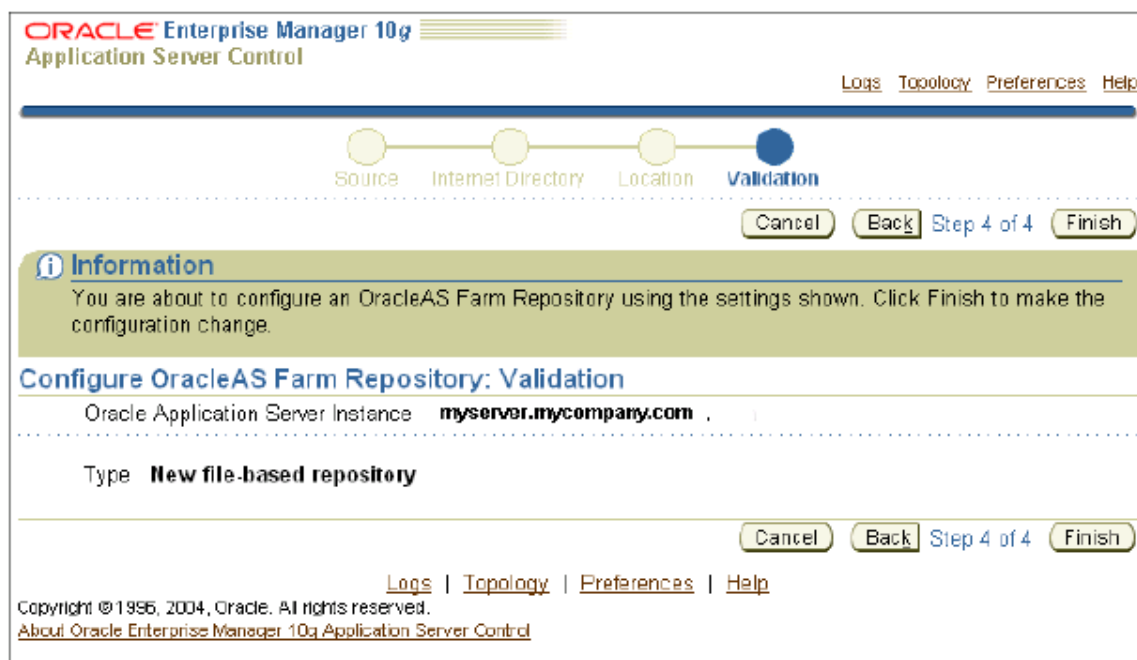 ORACLE Enterprise Manager 10g
Application Server Control
Logs Topology Preferences Help
Source Internet Directory Location Validation
Cancel Back Step 4 of 4 Finish
Information
You are about to configure an OracleAS Farm Repository using the settings shown. Click Finish to make the
configuration change.
Configure OracleAS Farm Repository: Validation
Oracle Application Server Instance myserver.mycompany.com .
Type New file-based repository
Cancel Back Step 4 of 4 Finish
Logs | Topology | Preferences | Help
Copyright © 1996, 2004, Oracle. All rights reserved.
About Oracle Enterprise Manager 10g Application Server Control